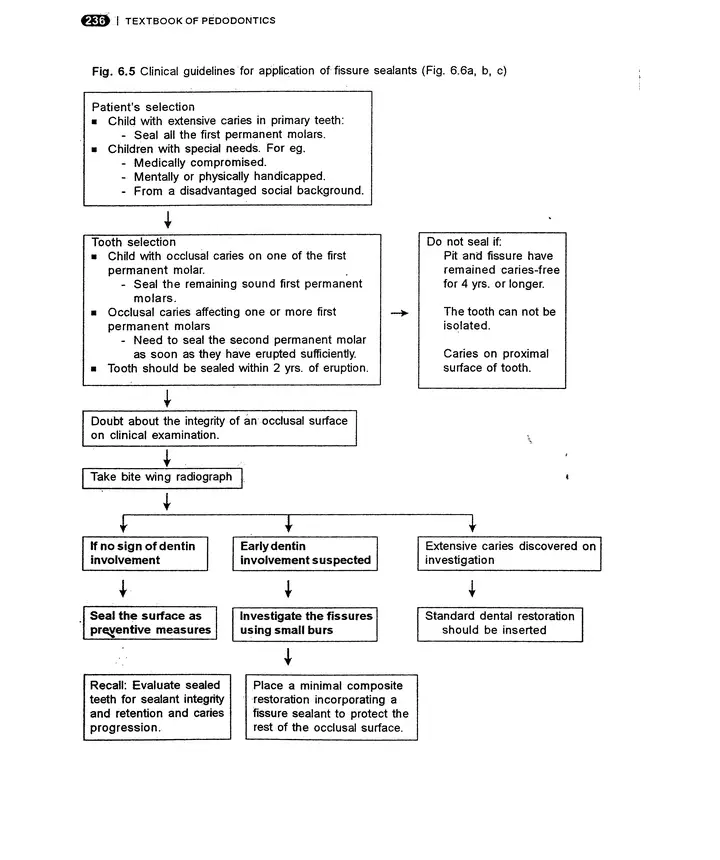 236 | TEXTBOOK OF PEDODONTICS
Fig. 6.5 Clinical guidelines for application of fissure sealants (Fig. 6.6a, b, c)
Patient's selection
▪ Child with extensive caries in primary teeth:
- Seal all the first permanent molars.
▪ Children with special needs. For eg.
- Medically compromised.
- Mentally or physically handicapped.
- From a disadvantaged social background.
Tooth selection
▪ Child with occlusal caries on one of the first
permanent molar.
- Seal the remaining sound first permanent
molars.
▪ Occlusal caries affecting one or more first
permanent molars
- Need to seal the second permanent molar
as soon as they have erupted sufficiently.
▪ Tooth should be sealed within 2 yrs. of eruption.
Do not seal if:
Pit and fissure have
remained caries-free
for 4 yrs. or longer.
The tooth can not be
isolated.
Caries on proximal
surface of tooth.
Doubt about the integrity of an occlusal surface
on clinical examination.
Take bite wing radiograph
If no sign of dentin
involvement
Early dentin
involvement suspected
Extensive caries discovered on
investigation
Seal the surface as
preventive measures
Investigate the fissures
using small burs
Standard dental restoration
should be inserted
Recall: Evaluate sealed
teeth for sealant integrity
and retention and caries
progression.
Place a minimal composite
restoration incorporating a
fissure sealant to protect the
rest of the occlusal surface.